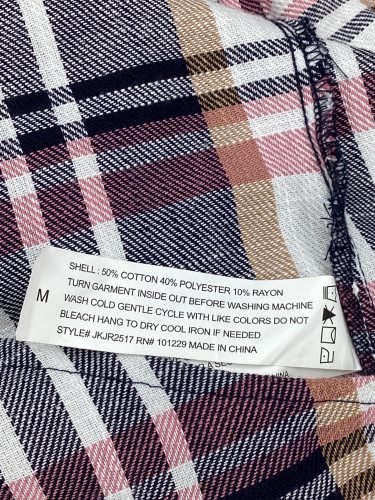 SHELL : 50% COTTON 40% POLYESTER 10% RAYON
TURN GARMENT INSIDE OUT BEFORE WASHING MACHINE
M
WASH COLD GENTLE CYCLE WITH LIKE COLORS DO NOT
BLEACH HANG TO DRY COOL IRON IF NEEDED
STYLE# JKJR2517 RN# 101229 MADE IN CHINA